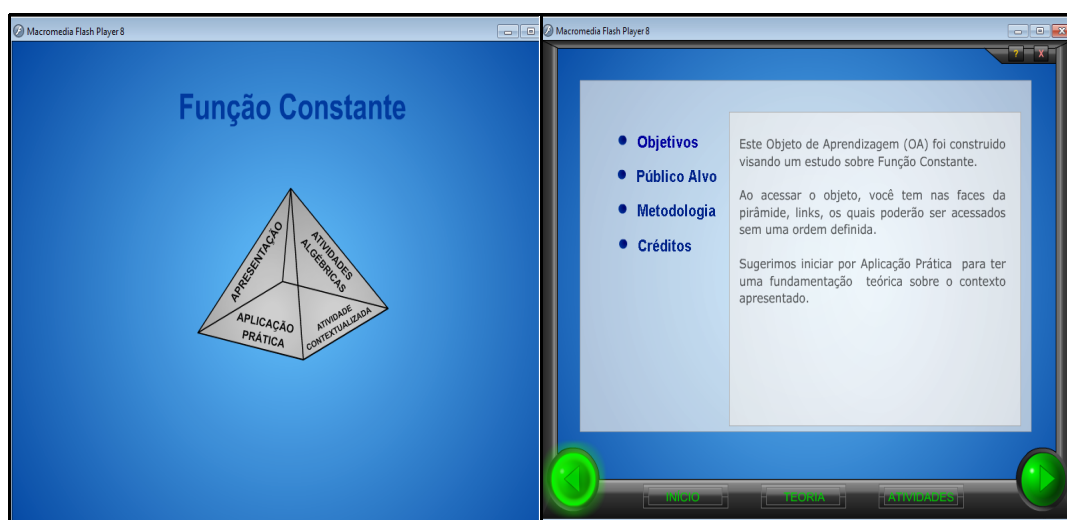 Macromedia Flash Player 8
Função Constante
APRESENTAÇÃO
ATIVIDADES
ALGÉBRICAS
APLICAÇÃO
PRÁTICA
ATIVIDADE
CONTEXTUALIZADA
Macromedia Flash Player 8
? X
Objetivos
Público Alvo
Metodologia
Créditos
Este Objeto de Aprendizagem (OA) foi construido
visando um estudo sobre Função Constante.
Ao acessar o objeto, você tem nas faces da
pirâmide, links, os quais poderão ser acessados
sem uma ordem definida.
Sugerimos iniciar por Aplicação Prática para ter
uma fundamentação teórica sobre o contexto
apresentado.
INÍCIO
TEORIA
ATIVIDADES